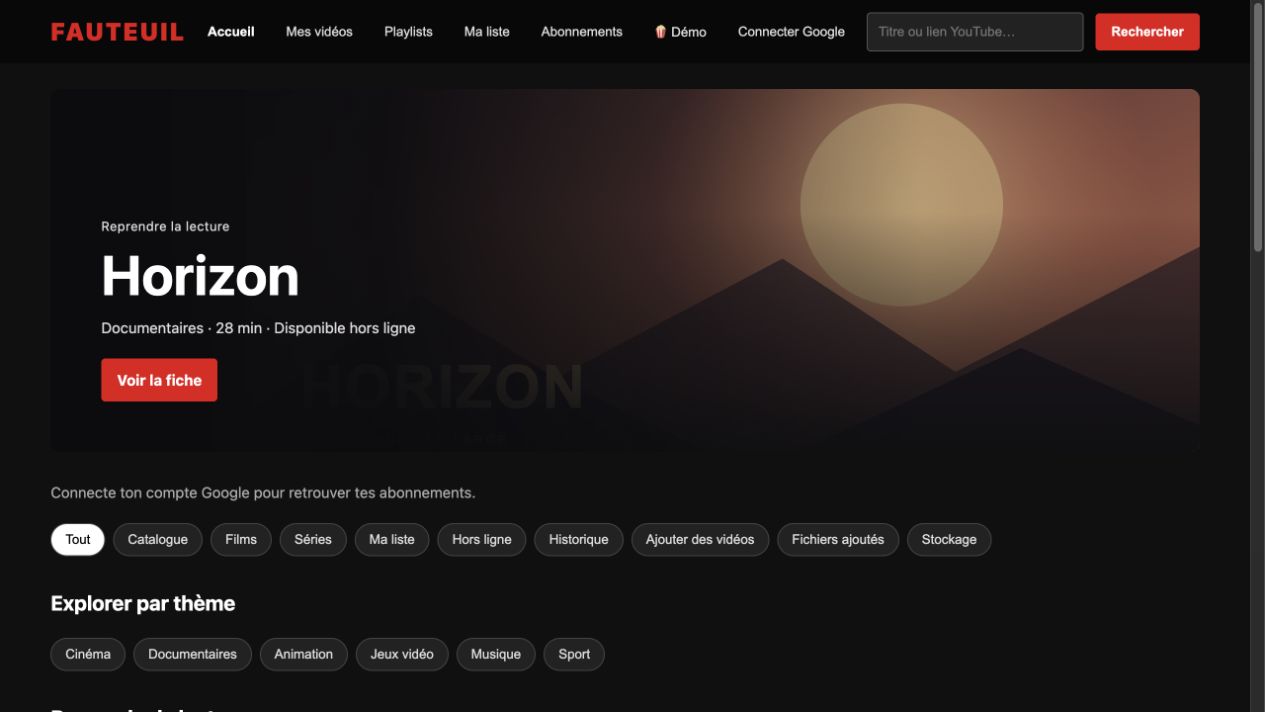 FAUTEUIL Accueil Mes vidéos Playlists Ma liste Abonnements 🍿 Démo Connecter Google Titre ou lien YouTube… Rechercher
Reprendre la lecture
Horizon
Documentaires · 28 min · Disponible hors ligne
Voir la fiche
HORIZON
Connecte ton compte Google pour retrouver tes abonnements.
Tout Catalogue Films Séries Ma liste Hors ligne Historique Ajouter des vidéos Fichiers ajoutés Stockage
Explorer par thème
Cinéma Documentaires Animation Jeux vidéo Musique Sport